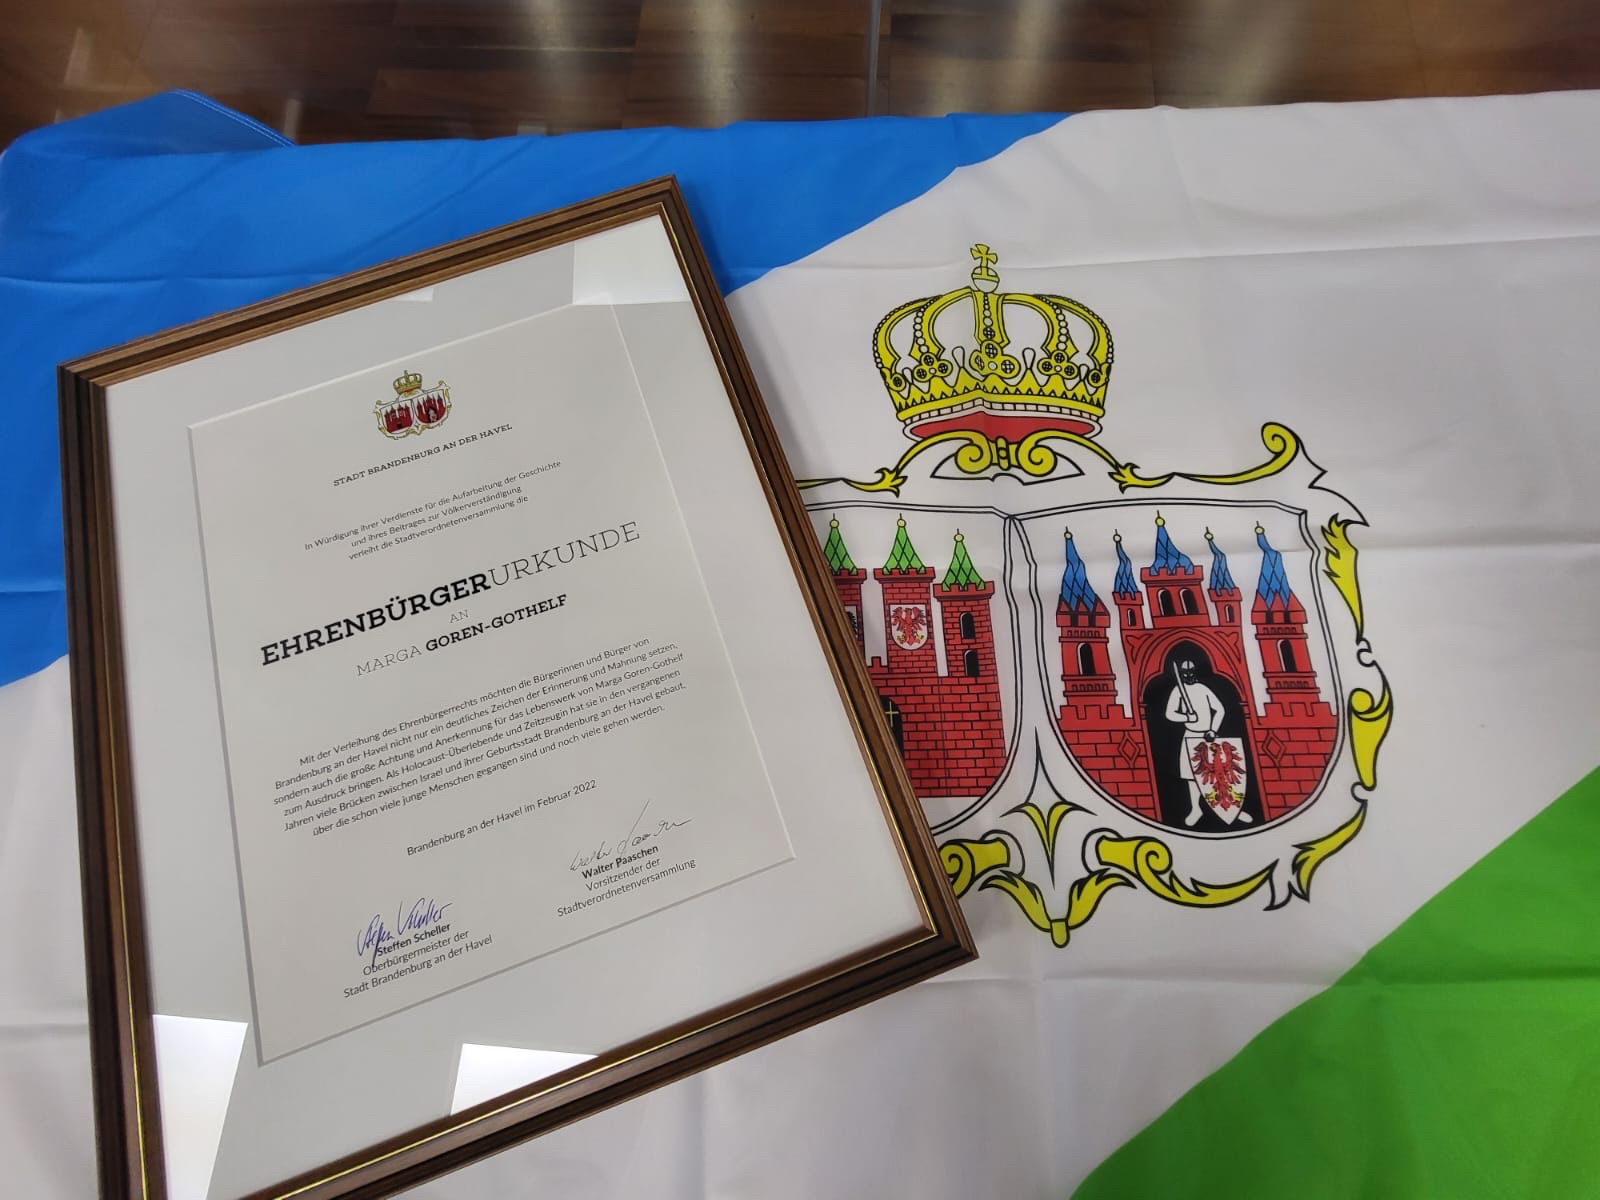 STADT BRANDENBURG AN DER HAVEL
In Würdigung ihrer Verdienste für die Aufarbeitung der Geschichte
und ihres Beitrages zur Völkerverständigung
verleiht die Stadtverordnetenversammlung die
EHRENBÜRGERURKUNDE
AN
MARGA GOREN-GOTHELF
Mit der Verleihung des Ehrenbürgerrechts möchten die Bürgerinnen und Bürger von
Brandenburg an der Havel nicht nur ein deutliches Zeichen der Erinnerung und Mahnung setzen,
sondern auch die große Achtung und Anerkennung für das Lebenswerk von Marga Goren-Gothelf
zum Ausdruck bringen. Als Holocaust-Überlebende und Zeitzeugin hat sie in den vergangenen
Jahren viele Brücken zwischen Israel und ihrer Geburtsstadt Brandenburg an der Havel gebaut,
über die schon viele junge Menschen gegangen sind und noch viele gehen werden.
Brandenburg an der Havel im Februar 2022
Walter Paaschen
Vorsitzender der
Stadtverordnetenversammlung
Steffen Scheller
Oberbürgermeister der
Stadt Brandenburg an der Havel